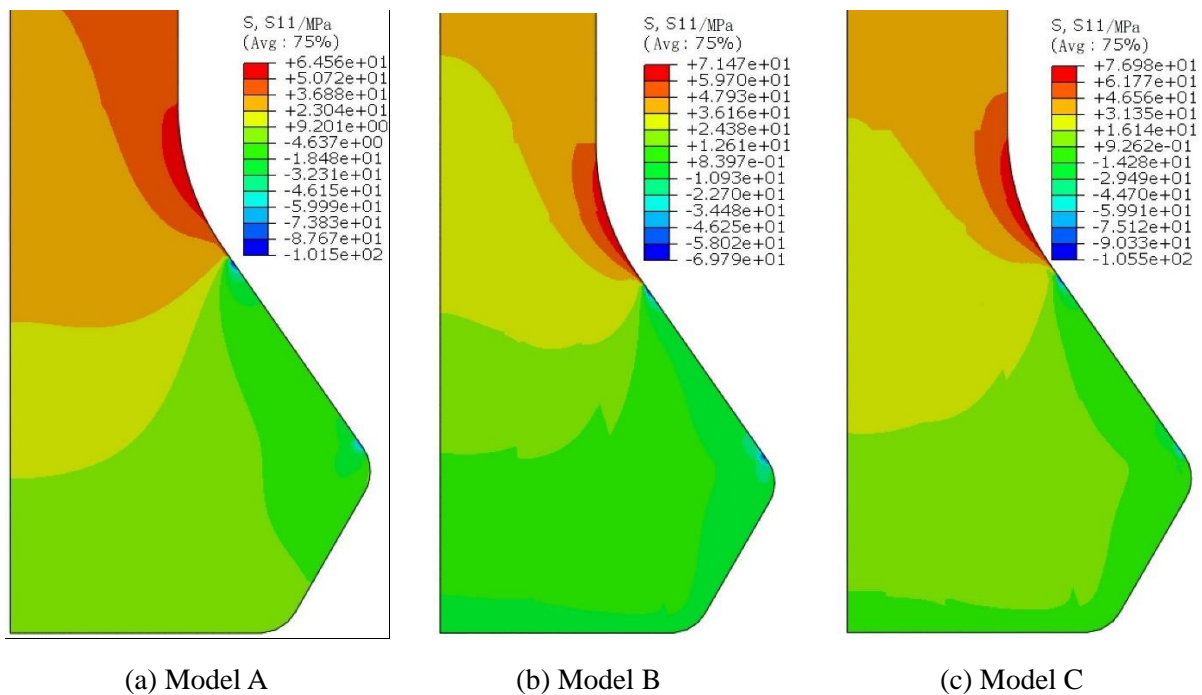 S, S11/MPa
(Avg: 75%)
+6.456e+01
+5.072e+01
+3.688e+01
+2.304e+01
+9.201e+00
-4.637e+00
-1.848e+01
-3.231e+01
-4.615e+01
-5.999e+01
-7.383e+01
-8.767e+01
-1.015e+02
(a) Model A
S, S11/MPa
(Avg: 75%)
+7.147e+01
+5.970e+01
+4.793e+01
+3.616e+01
+2.438e+01
+1.261e+01
+8.397e-01
-1.093e+01
-2.270e+01
-3.448e+01
-4.625e+01
-5.802e+01
-6.979e+01
(b) Model B
S, S11/MPa
(Avg: 75%)
+7.698e+01
+6.177e+01
+4.656e+01
+3.135e+01
+1.614e+01
+9.262e-01
-1.428e+01
-2.949e+01
-4.470e+01
-5.991e+01
-7.512e+01
-9.033e+01
-1.055e+02
(c) Model C